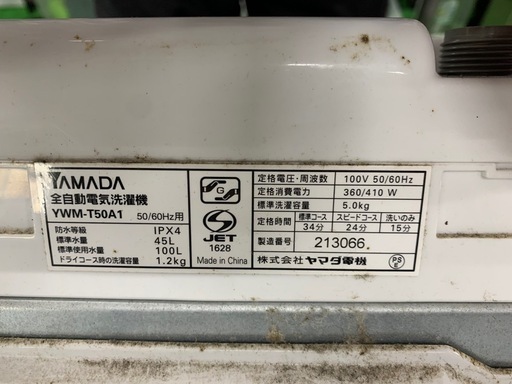 YAMADA
全自動電気洗濯機
YWM-T50A1 50/60Hz用
防水等級 IPX4
標準水量 45L
標準使用水量 100L
ドライコース時の洗濯容量 1.2kg
G
JET
1628
Made in China
定格電圧・周波数 100V 50/60Hz
定格消費電力 360/410 W
標準洗濯容量 5.0kg
定格時間 標準コース スピードコース 洗いのみ
34分 24分 15分
製造番号 213066
株式会社 ヤマダ電機
PS
E